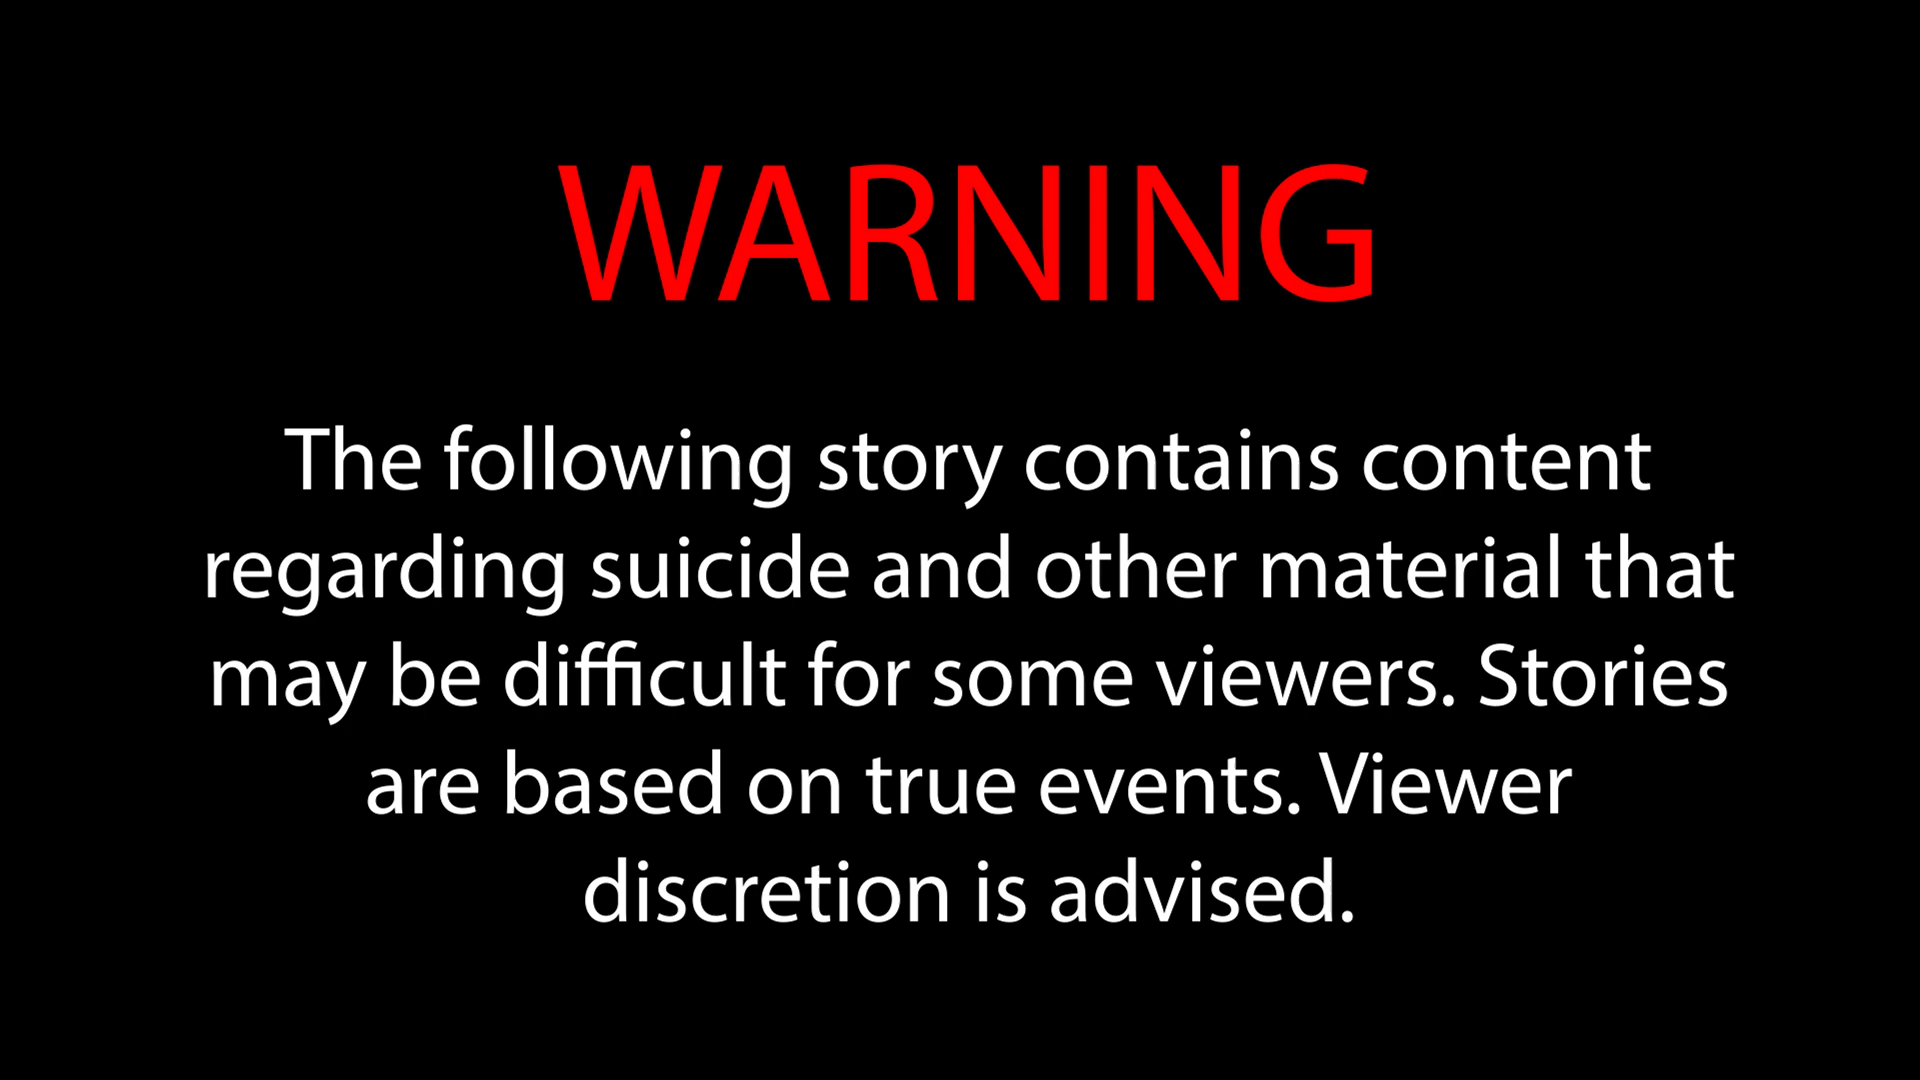 WARNING
The following story contains content
regarding suicide and other material that
may be difficult for some viewers. Stories
are based on true events. Viewer
discretion is advised.